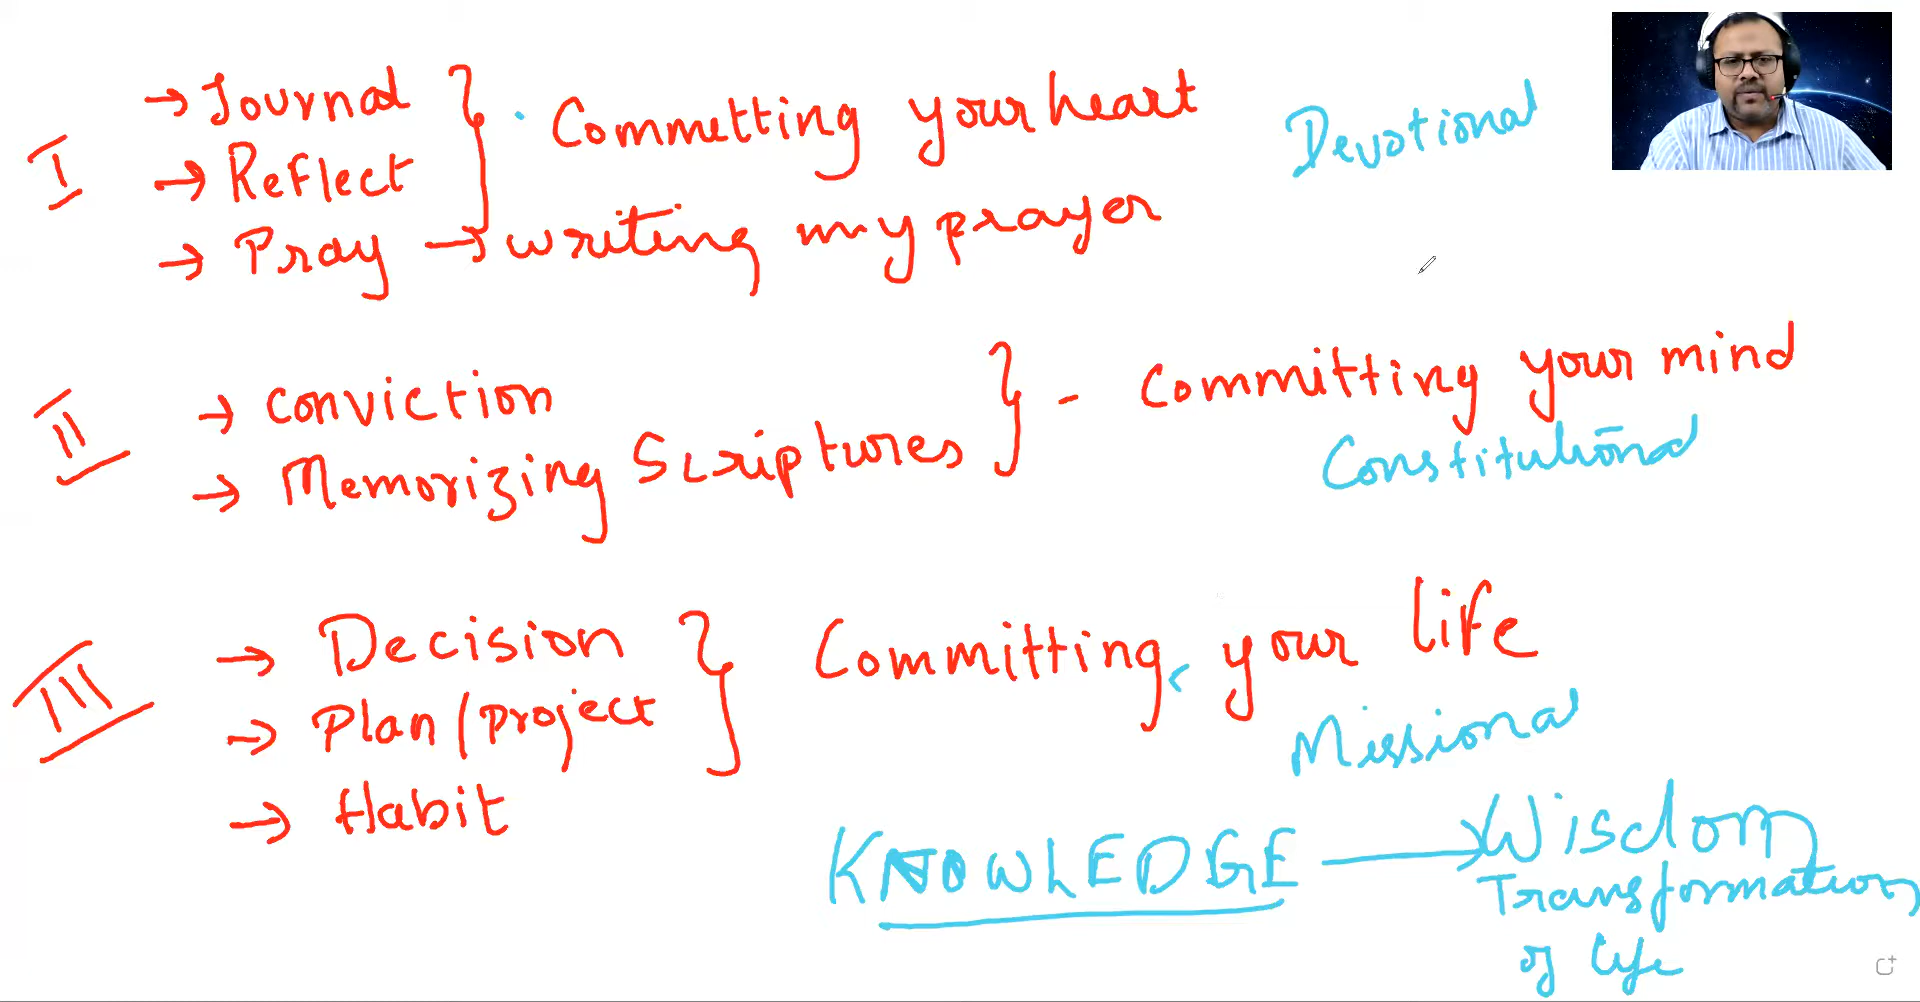 I
→ Journal
→ Reflect
→ Pray → writing my prayer
Committing your heart
Devotional
II
→ Conviction
→ Memorizing Scriptures
- Committing your mind
Constitutional
III
→ Decision
→ Plan/Project
→ Habit
Committing your life
Missional
KNOWLEDGE → Wisdom
Transformation
of life